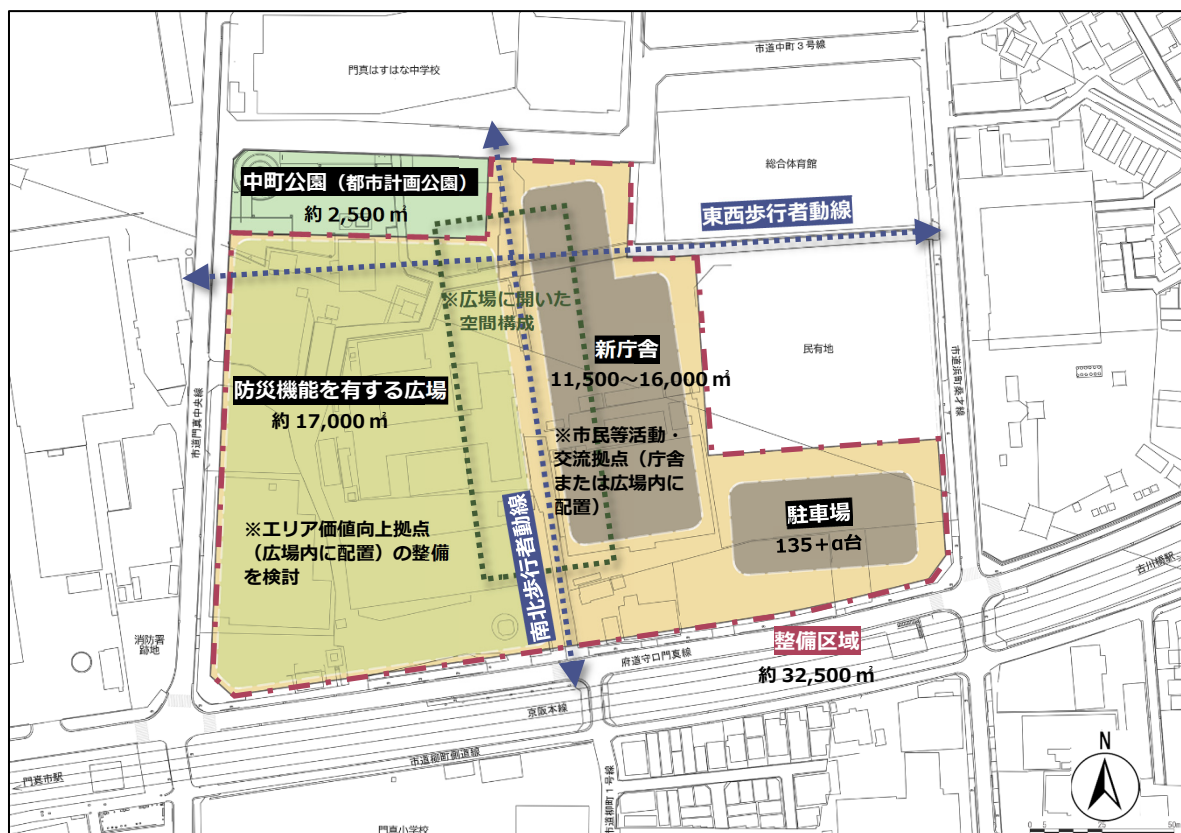 市道中町3号線
門真はすはな中学校
総合体育館
中町公園（都市計画公園）
約 2,500 ㎡
東西歩行者動線
※広場に開いた
空間構成
新庁舎
11,500～16,000 ㎡
民有地
市道浜町桑才線
市道門真中央線
防災機能を有する広場
約 17,000 ㎡
※市民等活動・
交流拠点（庁舎
または広場内に
配置）
駐車場
135＋α台
※エリア価値向上拠点
（広場内に配置）の整備
を検討
南北歩行者動線
古川橋駅
消防署
跡地
整備区域
約 32,500 ㎡
府道守口門真線
京阪本線
市道柳町側道線
門真市駅
市道柳町1号線
門真小学校
N
0 5 25 50m